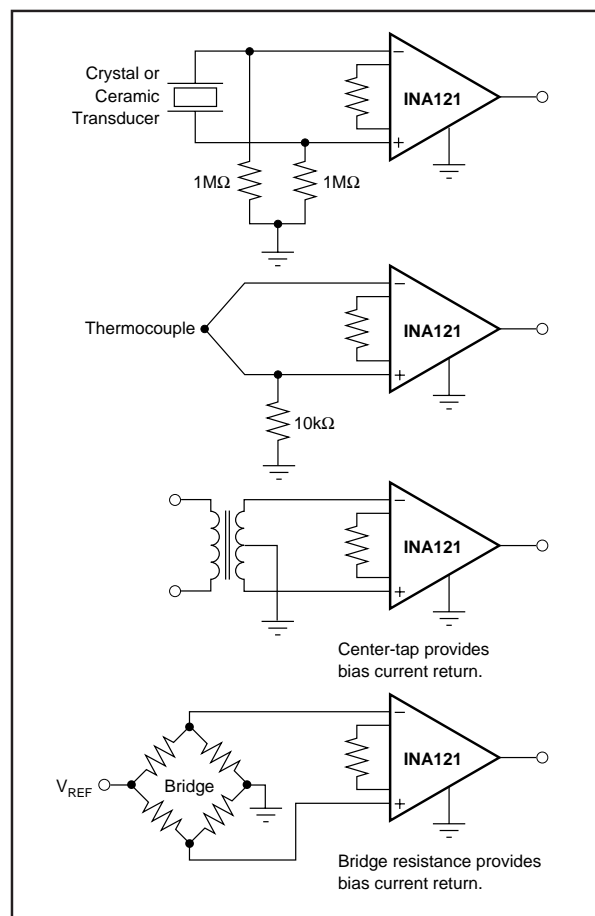 Crystal or
Ceramic
Transducer
−
INA121
+
1MΩ
1MΩ
−
Thermocouple
INA121
+
10kΩ
−
INA121
+
Center-tap provides
bias current return.
−
INA121
V_REF
Bridge
+
Bridge resistance provides
bias current return.